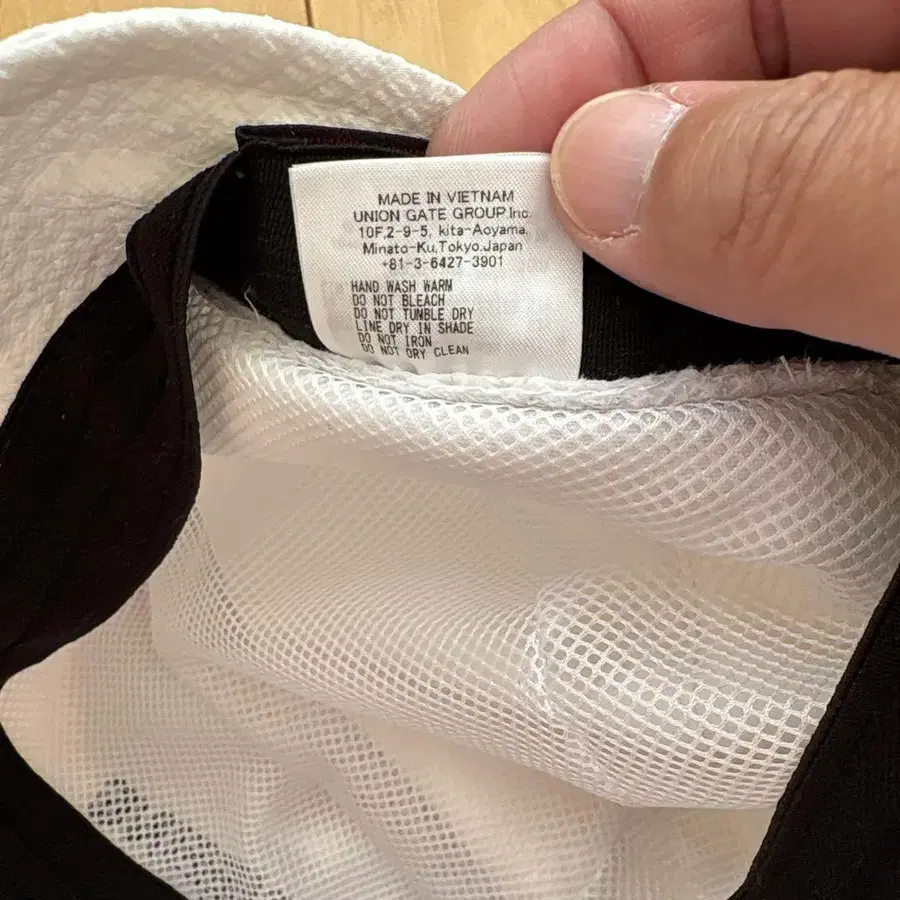 MADE IN VIETNAM
UNION GATE GROUP.Inc.
10F,2-9-5, kita-Aoyama.
Minato-Ku,Tokyo.Japan
+81-3-6427-3901
HAND WASH WARM
DO NOT BLEACH
DO NOT TUMBLE DRY
LINE DRY IN SHADE
DO NOT IRON
DO NOT DRY CLEAN